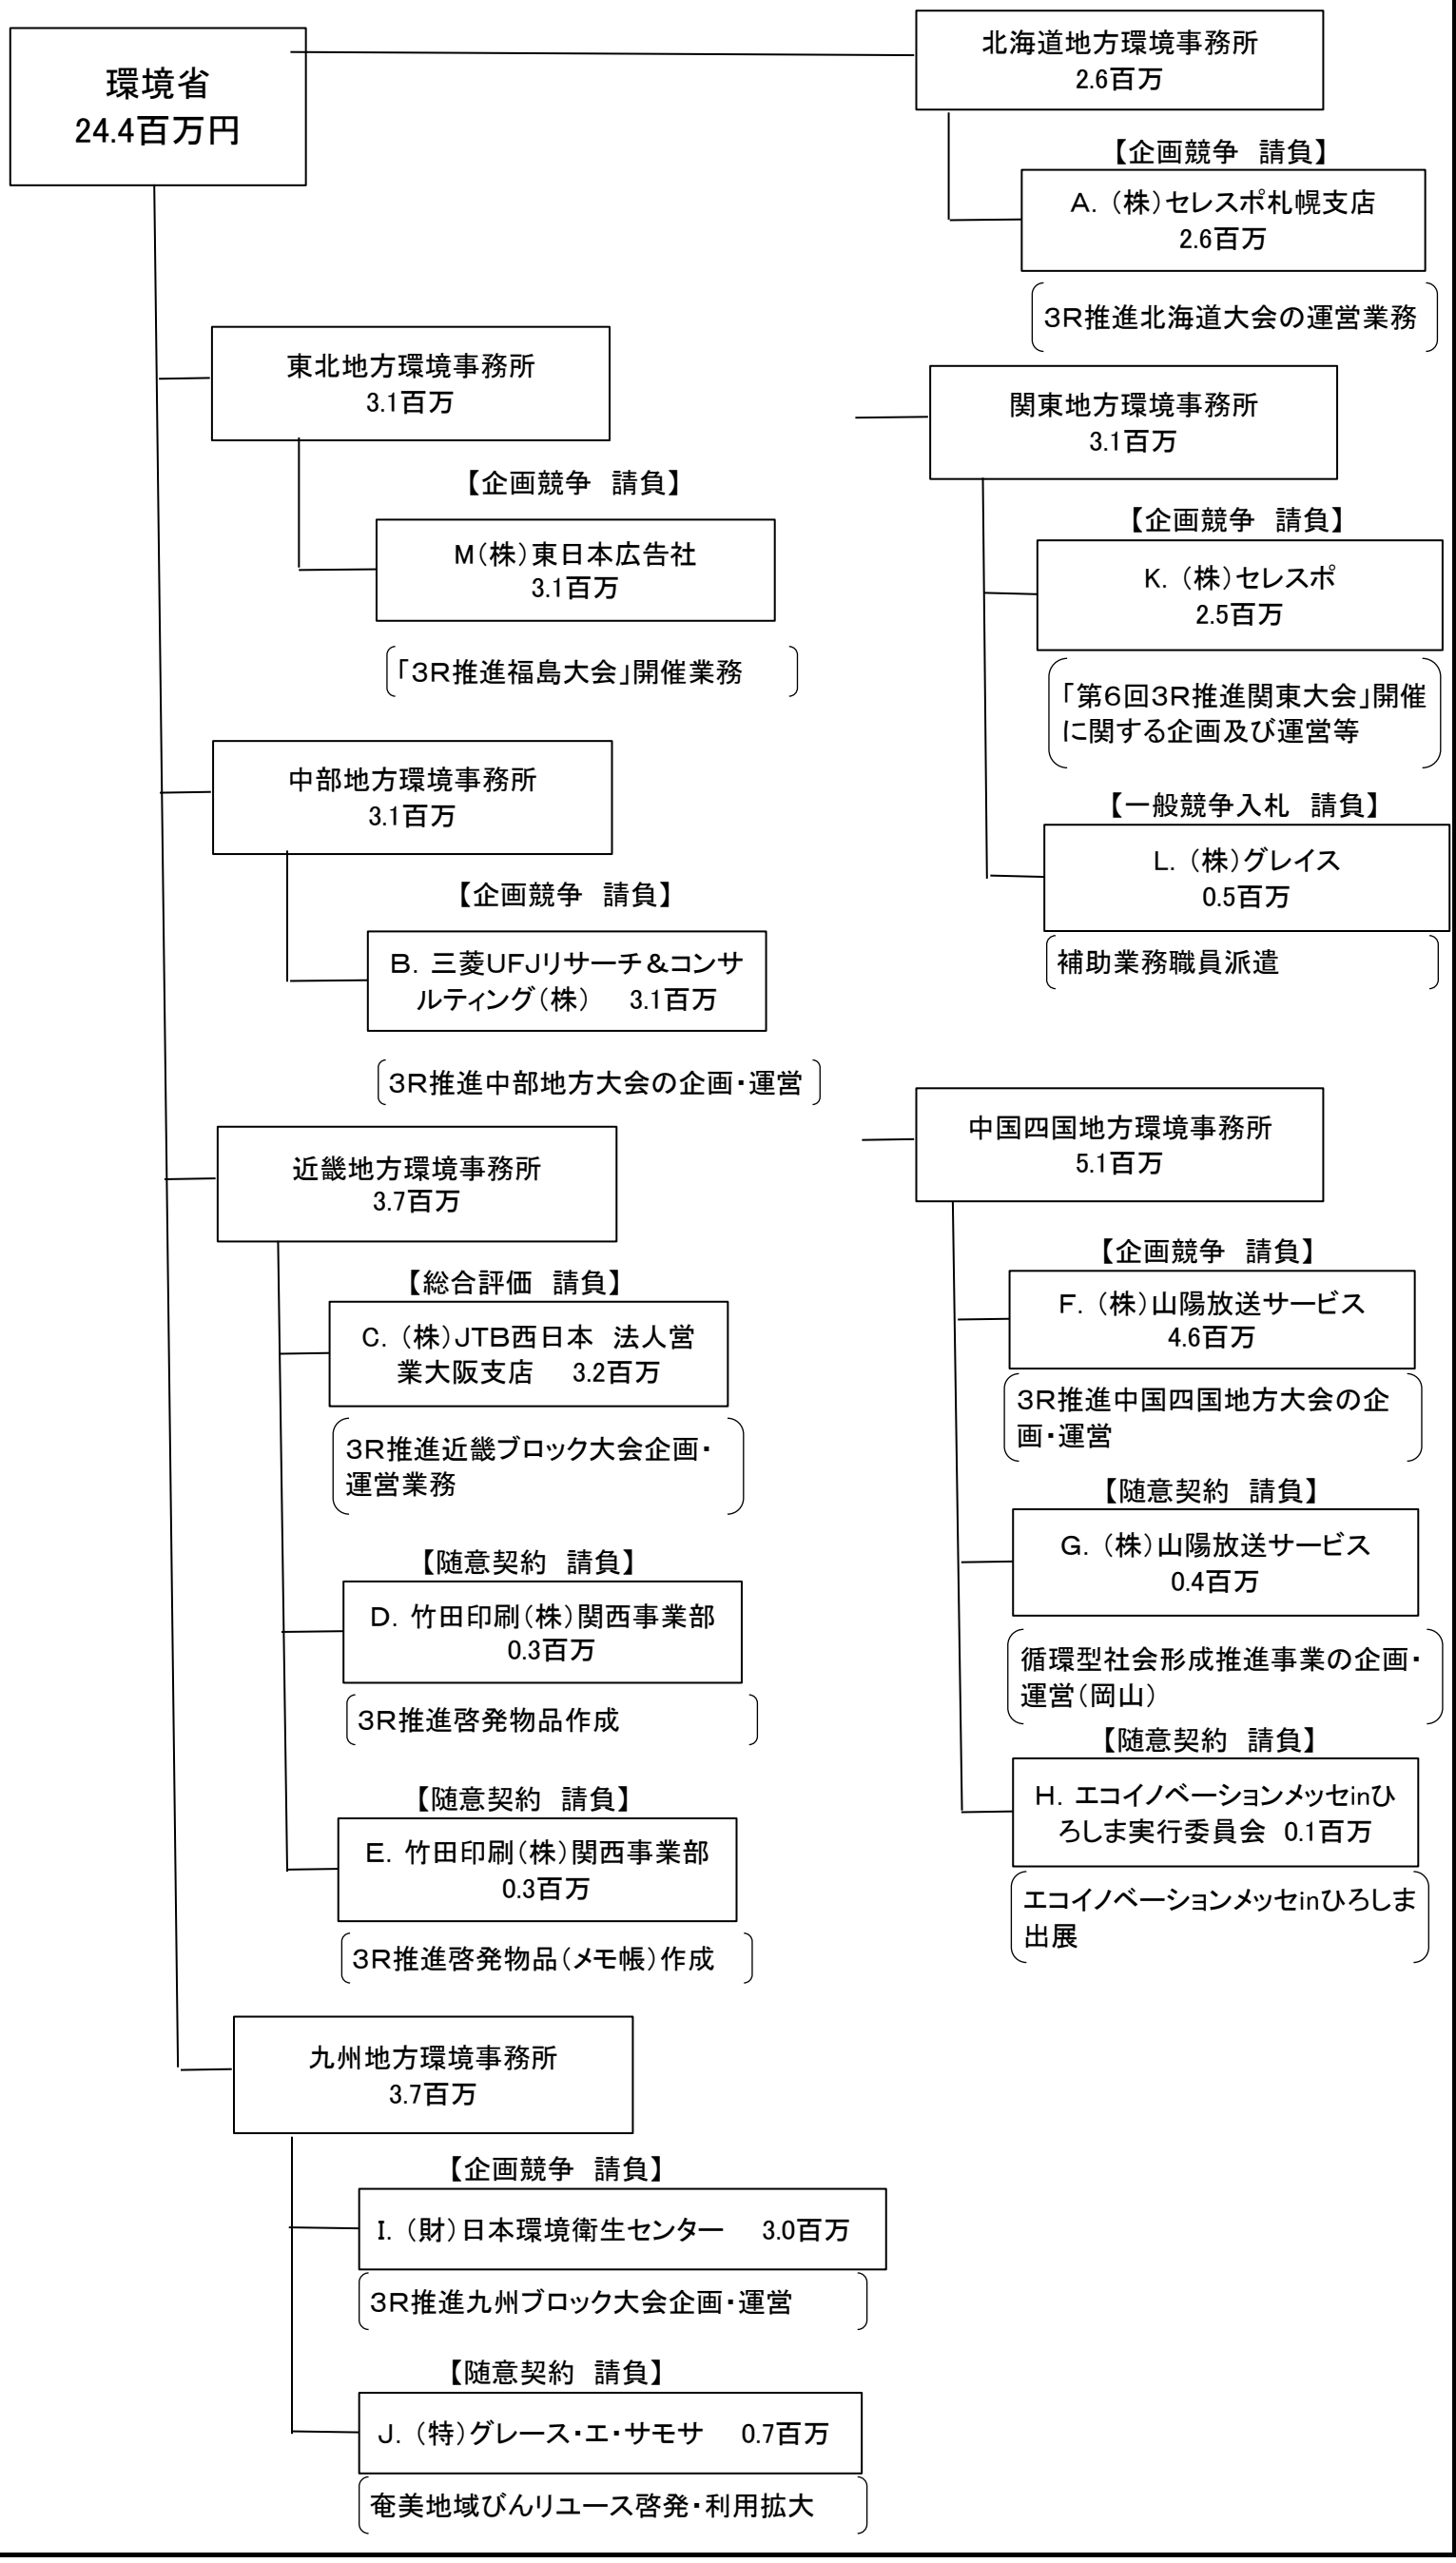 環境省
24.4百万円
北海道地方環境事務所
2.6百万
【企画競争　請負】
A．（株）セレスポ札幌支店
2.6百万
3R推進北海道大会の運営業務
東北地方環境事務所
3.1百万
【企画競争　請負】
M（株）東日本広告社
3.1百万
「3R推進福島大会」開催業務
関東地方環境事務所
3.1百万
【企画競争　請負】
K．（株）セレスポ
2.5百万
「第6回3R推進関東大会」開催
に関する企画及び運営等
【一般競争入札　請負】
L．（株）グレイス
0.5百万
補助業務職員派遣
中部地方環境事務所
3.1百万
【企画競争　請負】
B．三菱UFJリサーチ＆コンサ
ルティング（株）　3.1百万
3R推進中部地方大会の企画・運営
近畿地方環境事務所
3.7百万
【総合評価　請負】
C．（株）JTB西日本　法人営
業大阪支店　3.2百万
3R推進近畿ブロック大会企画・
運営業務
【随意契約　請負】
D．竹田印刷（株）関西事業部
0.3百万
3R推進啓発物品作成
【随意契約　請負】
E．竹田印刷（株）関西事業部
0.3百万
3R推進啓発物品（メモ帳）作成
中国四国地方環境事務所
5.1百万
【企画競争　請負】
F．（株）山陽放送サービス
4.6百万
3R推進中国四国地方大会の企
画・運営
【随意契約　請負】
G．（株）山陽放送サービス
0.4百万
循環型社会形成推進事業の企画・
運営（岡山）
【随意契約　請負】
H．エコイノベーションメッセinひ
ろしま実行委員会　0.1百万
エコイノベーションメッセinひろしま
出展
九州地方環境事務所
3.7百万
【企画競争　請負】
I．（財）日本環境衛生センター　3.0百万
3R推進九州ブロック大会企画・運営
【随意契約　請負】
J．（特）グレース・エ・サモサ　0.7百万
奄美地域びんリユース啓発・利用拡大